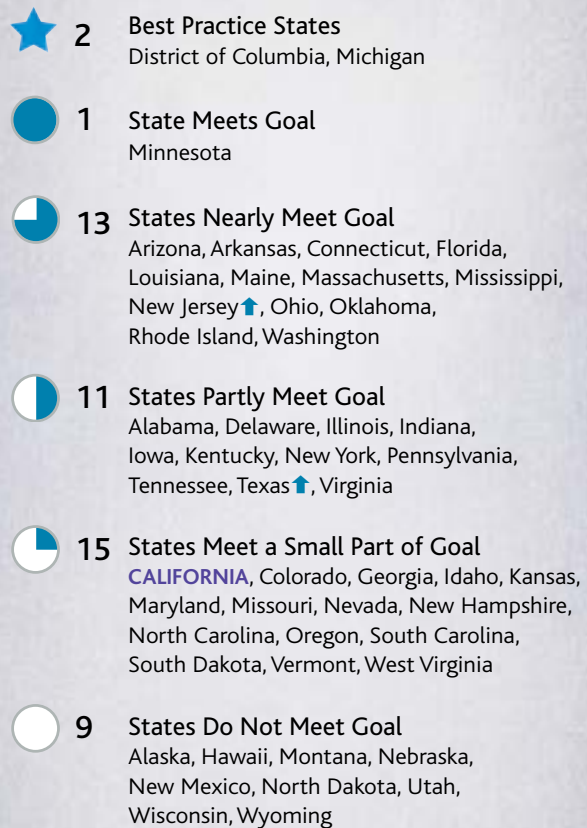 2 Best Practice States
District of Columbia, Michigan
1 State Meets Goal
Minnesota
13 States Nearly Meet Goal
Arizona, Arkansas, Connecticut, Florida,
Louisiana, Maine, Massachusetts, Mississippi,
New Jersey⬆, Ohio, Oklahoma,
Rhode Island, Washington
11 States Partly Meet Goal
Alabama, Delaware, Illinois, Indiana,
Iowa, Kentucky, New York, Pennsylvania,
Tennessee, Texas⬆, Virginia
15 States Meet a Small Part of Goal
CALIFORNIA, Colorado, Georgia, Idaho, Kansas,
Maryland, Missouri, Nevada, New Hampshire,
North Carolina, Oregon, South Carolina,
South Dakota, Vermont, West Virginia
9 States Do Not Meet Goal
Alaska, Hawaii, Montana, Nebraska,
New Mexico, North Dakota, Utah,
Wisconsin, Wyoming